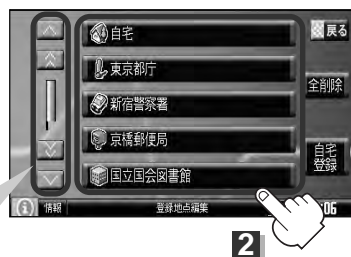 自宅
戻る
東京都庁
全削除
新宿警察署
京橋郵便局
自宅
登録
国立国会図書館
情報
登録地点編集
06
2